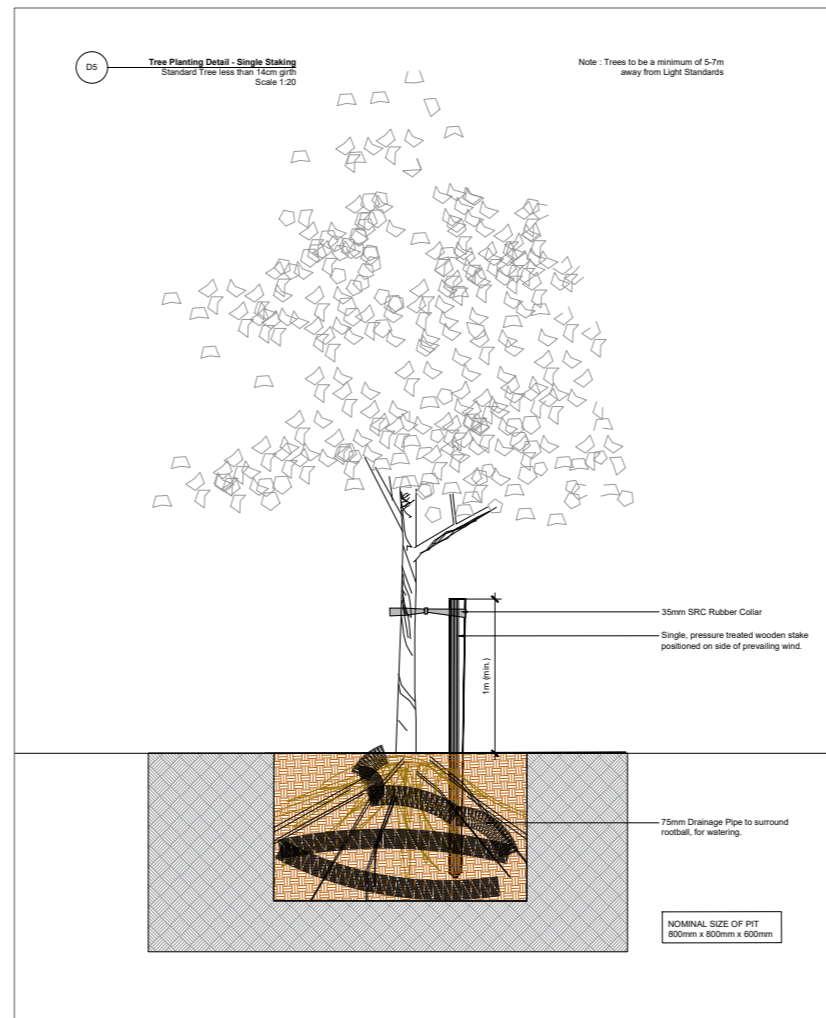 D5
Tree Planting Detail - Single Staking
Standard Tree less than 14cm girth
Scale 1:20
Note : Trees to be a minimum of 5-7m
away from Light Standards
35mm SRC Rubber Collar
Single, pressure treated wooden stake
positioned on side of prevailing wind.
1m (min.)
75mm Drainage Pipe to surround
rootball, for watering.
NOMINAL SIZE OF PIT
800mm x 800mm x 600mm